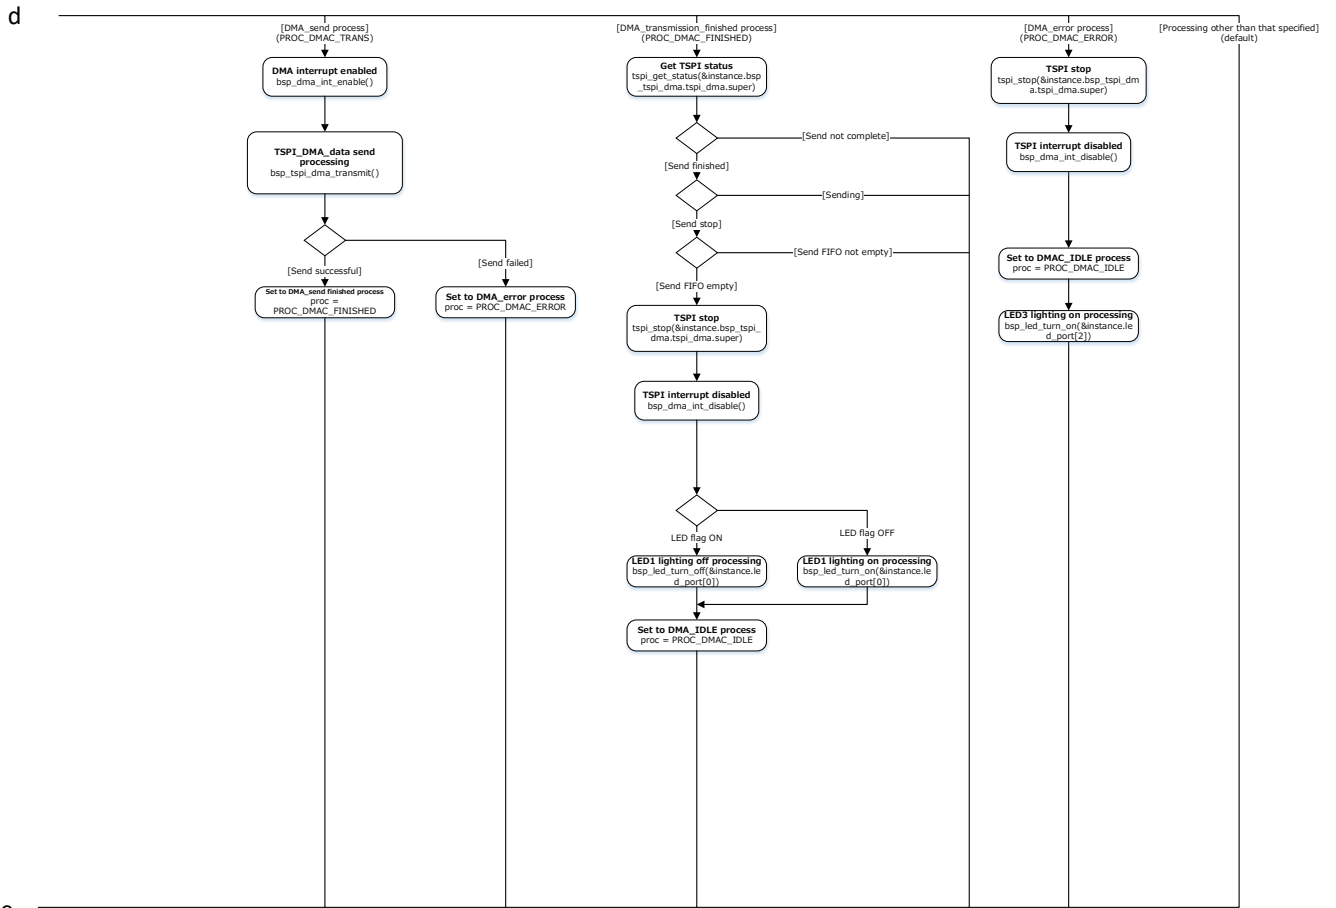 d
[DMA_send process]
(PROC_DMAC_TRANS)
DMA interrupt enabled
bsp_dma_int_enable()
TSPI_DMA_data send
processing
bsp_tspi_dma_transmit()
[Send successful]
[Send failed]
Set to DMA_send finished process
proc =
PROC_DMAC_FINISHED
Set to DMA_error process
proc = PROC_DMAC_ERROR
[DMA_transmission_finished process]
(PROC_DMAC_FINISHED)
Get TSPI status
tspi_get_status(&instance.bsp
_tspi_dma.tspi_dma.super)
[Send not complete]
[Send finished]
[Sending]
[Send stop]
[Send FIFO not empty]
[Send FIFO empty]
TSPI stop
tspi_stop(&instance.bsp_tspi_
dma.tspi_dma.super)
TSPI interrupt disabled
bsp_dma_int_disable()
LED flag ON
LED flag OFF
LED1 lighting off processing
bsp_led_turn_off(&instance.le
d_port[0])
LED1 lighting on processing
bsp_led_turn_on(&instance.le
d_port[0])
Set to DMA_IDLE process
proc = PROC_DMAC_IDLE
[DMA_error process]
(PROC_DMAC_ERROR)
TSPI stop
tspi_stop(&instance.bsp_tspi_dm
a.tspi_dma.super)
TSPI interrupt disabled
bsp_dma_int_disable()
Set to DMAC_IDLE process
proc = PROC_DMAC_IDLE
LED3 lighting on processing
bsp_led_turn_on(&instance.le
d_port[2])
[Processing other than that specified]
(default)